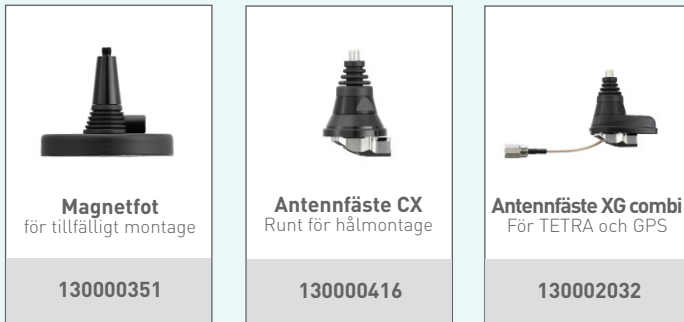 Magnetfot
för tillfälligt montage
130000351
Antennfäste CX
Runt för hålmontage
130000416
Antennfäste XG combi
För TETRA och GPS
130002032